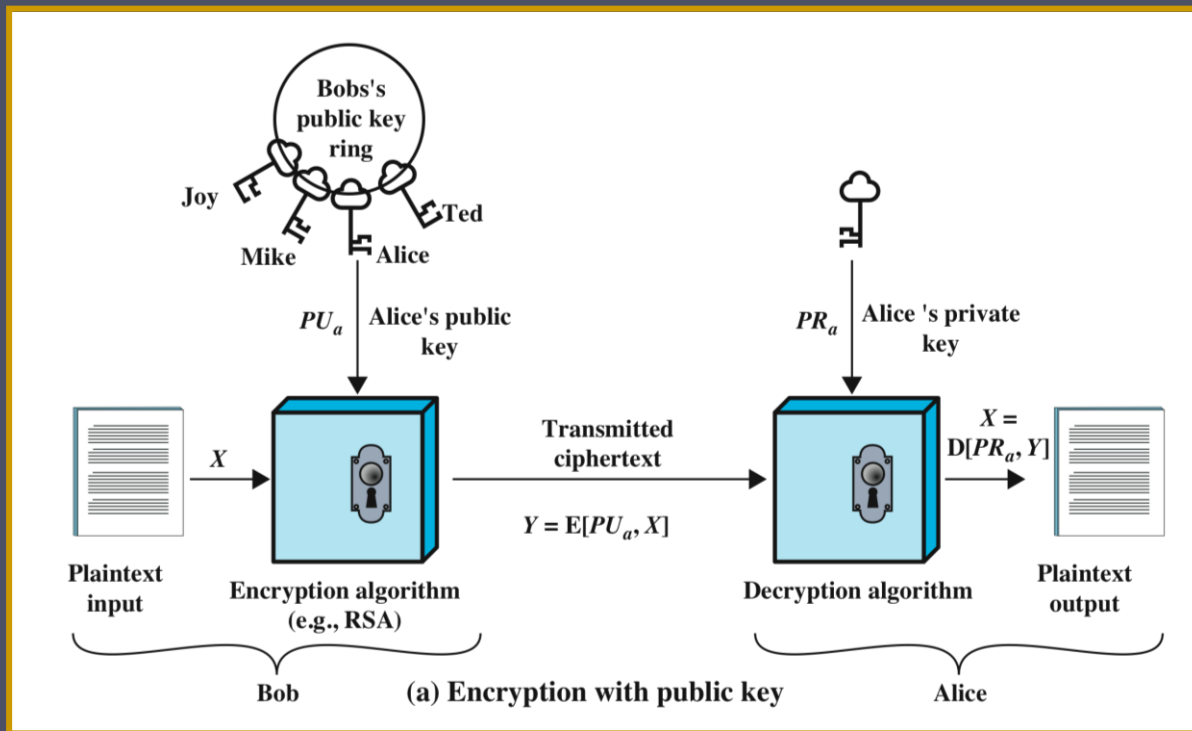 Bobs's
public key
ring
Joy
Ted
Mike
Alice
PUₐ
Alice's public
key
PRₐ
Alice 's private
key
X
Transmitted
ciphertext
Y = E[PUₐ, X]
X =
D[PRₐ, Y]
Plaintext
input
Encryption algorithm
(e.g., RSA)
Decryption algorithm
Plaintext
output
Bob
(a) Encryption with public key
Alice